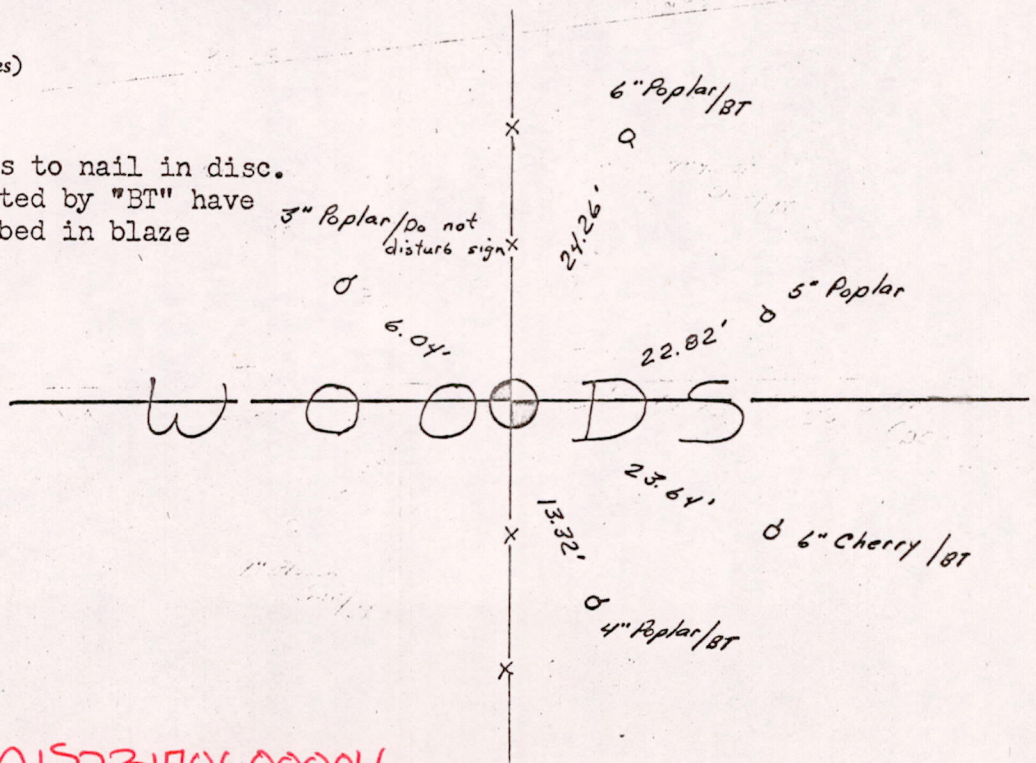 es)
6" Poplar/BT
s to nail in disc.
ted by "BT" have
bed in blaze
3" Poplar/Do not
disturb sign
24.26'
5" Poplar
6.04'
22.82'
WOODS
23.64'
13.32'
6" Cherry/BT
4" Poplar/BT